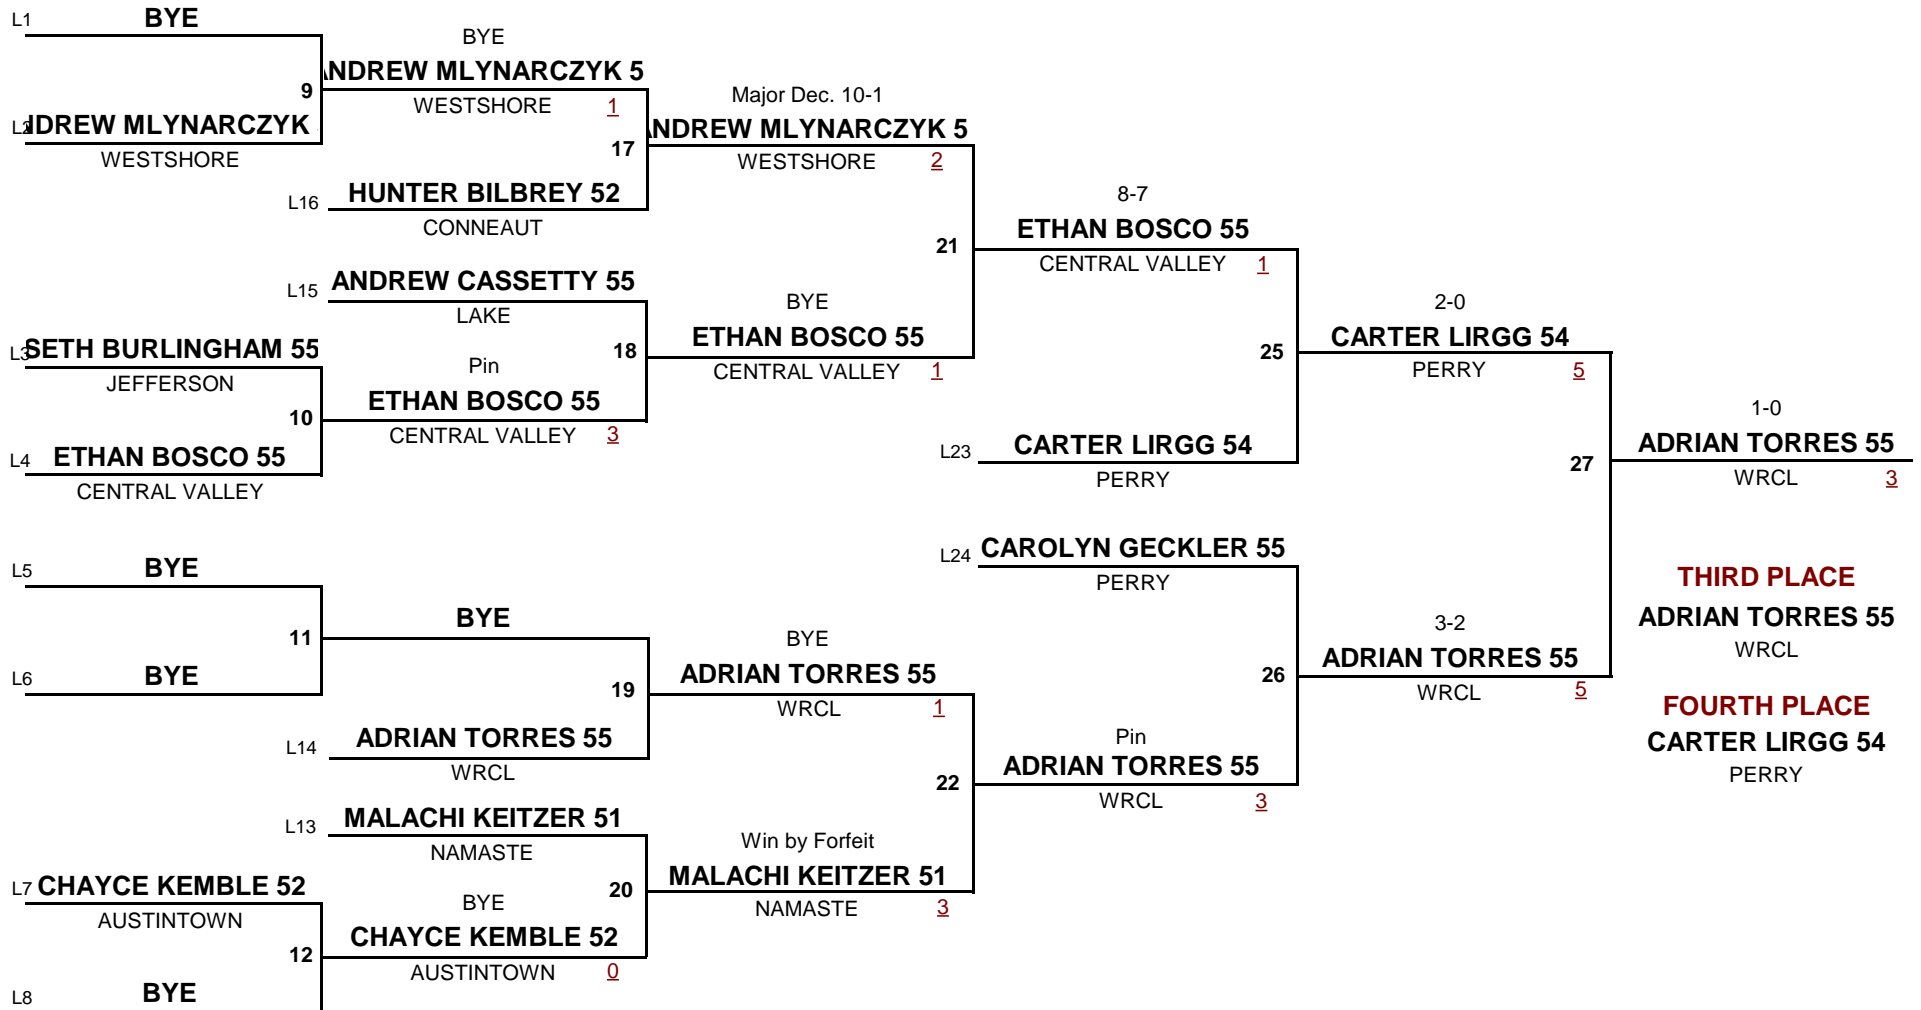 L1 BYE
BYE
ANDREW MLYNARCZYK 5
9
WESTSHORE 1
L2 NDREW MLYNARCZYK
WESTSHORE
Major Dec. 10-1
ANDREW MLYNARCZYK 5
17
WESTSHORE 2
L16 HUNTER BILBREY 52
CONNEAUT
8-7
ETHAN BOSCO 55
21
CENTRAL VALLEY 1
L15 ANDREW CASSETTY 55
LAKE
BYE
ETHAN BOSCO 55
18
CENTRAL VALLEY 1
L3 SETH BURLINGHAM 55
JEFFERSON
Pin
ETHAN BOSCO 55
10
CENTRAL VALLEY 3
L4 ETHAN BOSCO 55
CENTRAL VALLEY
2-0
CARTER LIRGG 54
25
PERRY 5
L23 CARTER LIRGG 54
PERRY
1-0
ADRIAN TORRES 55
27
WRCL 3
L5 BYE
11
BYE
L6 BYE
L24 CAROLYN GECKLER 55
PERRY
BYE
ADRIAN TORRES 55
19
WRCL 1
L14 ADRIAN TORRES 55
WRCL
3-2
ADRIAN TORRES 55
26
WRCL 5
Pin
ADRIAN TORRES 55
22
WRCL 3
L13 MALACHI KEITZER 51
NAMASTE
Win by Forfeit
MALACHI KEITZER 51
20
NAMASTE 3
L7 CHAYCE KEMBLE 52
AUSTINTOWN
BYE
CHAYCE KEMBLE 52
12
AUSTINTOWN 0
L8 BYE
THIRD PLACE
ADRIAN TORRES 55
WRCL
FOURTH PLACE
CARTER LIRGG 54
PERRY